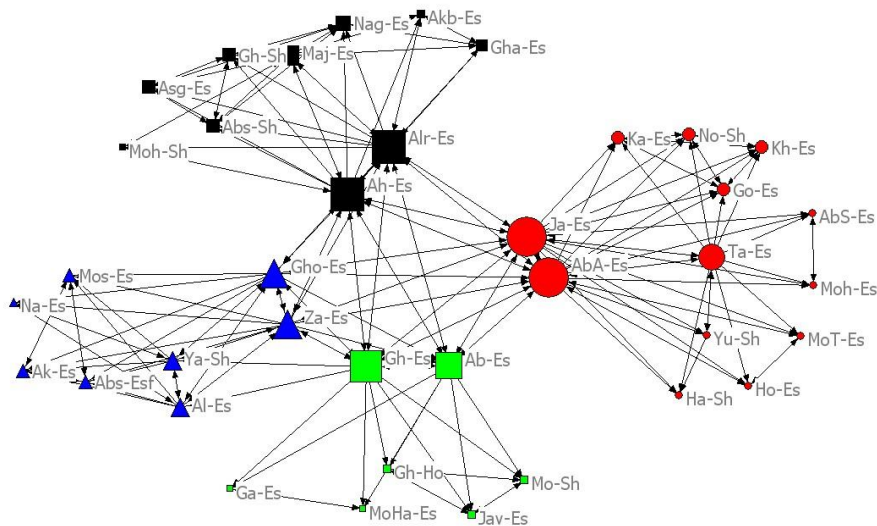 Nag-Es
Akb-Es
Gh-Sh
Maj-Es
Gha-Es
Asg-Es
Abs-Sh
Alr-Es
Moh-Sh
Ah-Es
Ka-Es
No-Sh
Kh-Es
Go-Es
AbS-Es
Ja-Es
Ta-Es
AbA-Es
Moh-Es
Gho-Es
Mos-Es
Na-Es
Za-Es
Yu-Sh
MoT-Es
Ya-Sh
Gh-Es
Ab-Es
Ak-Es
Abs-Esf
Ho-Es
Ha-Sh
Al-Es
Gh-Ho
Mo-Sh
Ga-Es
MoHa-Es
Jav-Es